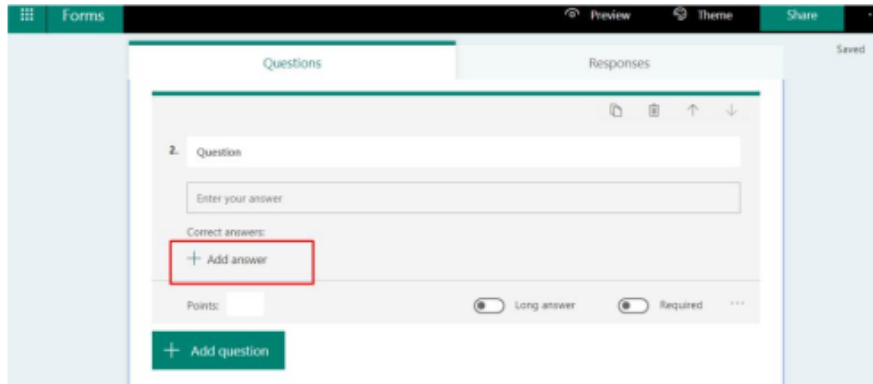 Forms
Preview
Theme
Share
Saved
Questions
Responses
2. Question
Enter your answer
Correct answers:
+ Add answer
Points:
Long answer
Required
+ Add question